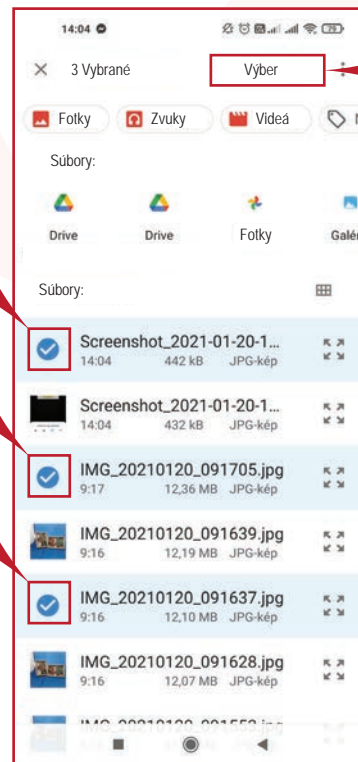 14:04 79
3 Vybrané Výber
Fotky Zvuky Videá
Súbory:
Drive Drive Fotky Galér
Súbory:
Screenshot_2021-01-20-1...
14:04 442 kB JPG-kép
Screenshot_2021-01-20-1...
14:04 432 kB JPG-kép
IMG_20210120_091705.jpg
9:17 12,36 MB JPG-kép
IMG_20210120_091639.jpg
9:16 12,19 MB JPG-kép
IMG_20210120_091637.jpg
9:16 12,10 MB JPG-kép
IMG_20210120_091628.jpg
9:16 12,07 MB JPG-kép